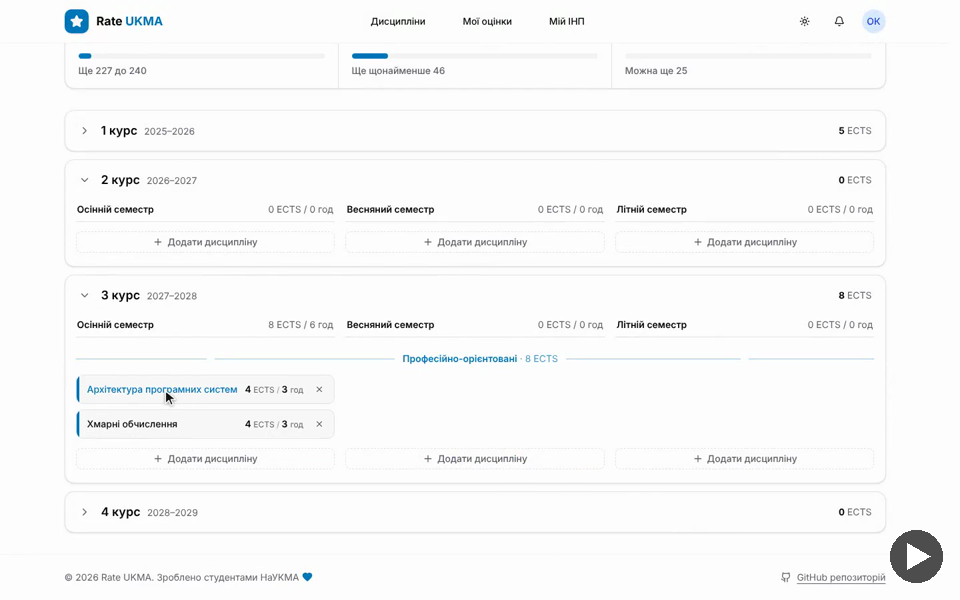 Rate UKMA
Дисципліни Мої оцінки Мій ІНП ОК
Ще 227 до 240 Ще щонайменше 46 Можна ще 25
1 курс 2025–2026 5 ECTS
2 курс 2026–2027 0 ECTS
Осінній семестр 0 ECTS / 0 год Весняний семестр 0 ECTS / 0 год Літній семестр 0 ECTS / 0 год
+ Додати дисципліну + Додати дисципліну + Додати дисципліну
3 курс 2027–2028 8 ECTS
Осінній семестр 8 ECTS / 6 год Весняний семестр 0 ECTS / 0 год Літній семестр 0 ECTS / 0 год
Професійно-орієнтовані · 8 ECTS
Архітектура програмних систем 4 ECTS / 3 год ×
Хмарні обчислення 4 ECTS / 3 год ×
+ Додати дисципліну + Додати дисципліну + Додати дисципліну
4 курс 2028–2029 0 ECTS
© 2026 Rate UKMA. Зроблено студентами НаУКМА 💙 GitHub репозиторій